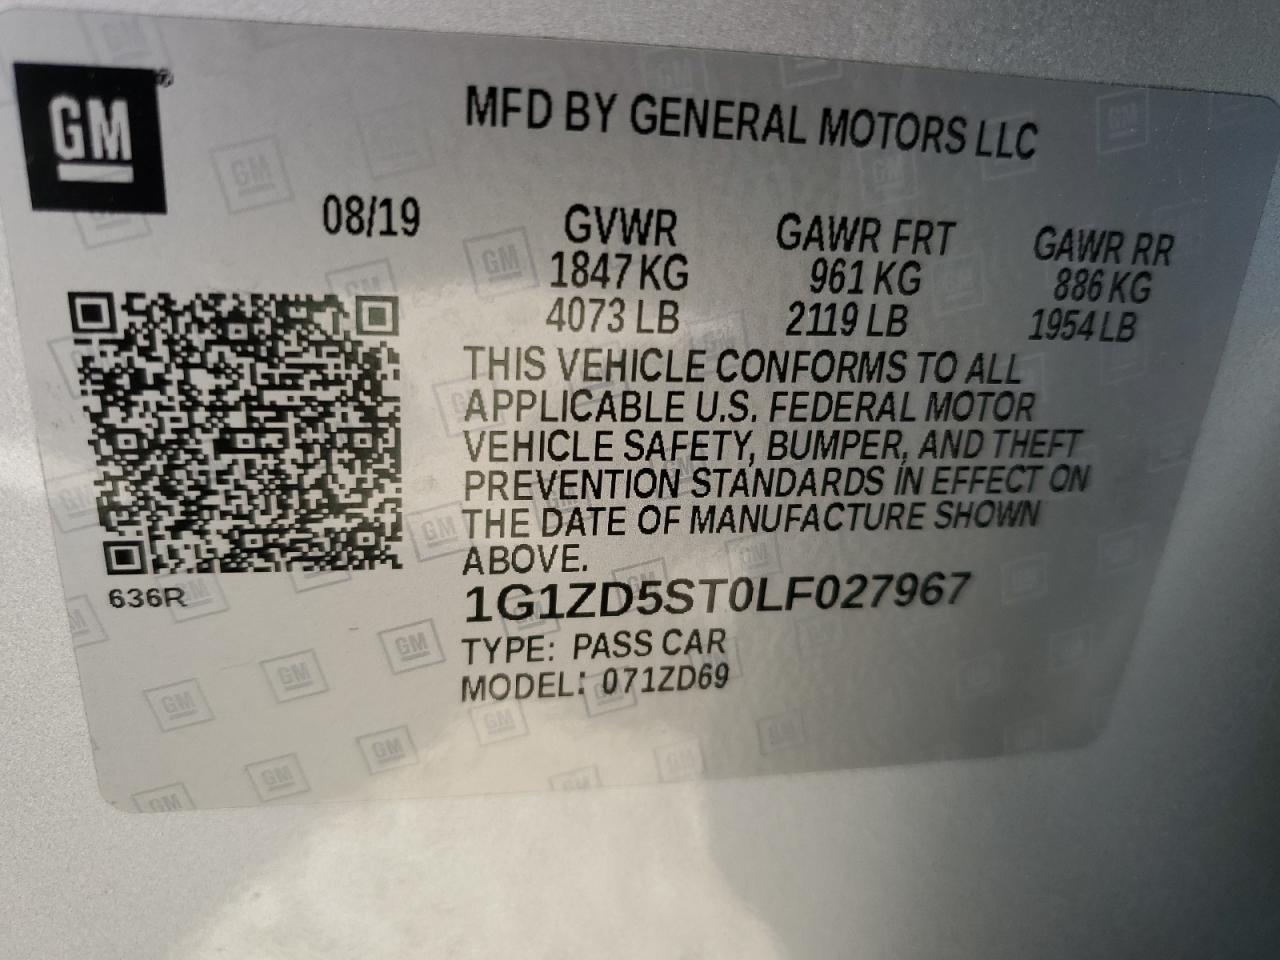 GM
MFD BY GENERAL MOTORS LLC
08/19
GVWR GAWR FRT GAWR RR
1847 KG 961 KG 886 KG
4073 LB 2119 LB 1954 LB
THIS VEHICLE CONFORMS TO ALL
APPLICABLE U.S. FEDERAL MOTOR
VEHICLE SAFETY, BUMPER, AND THEFT
PREVENTION STANDARDS IN EFFECT ON
THE DATE OF MANUFACTURE SHOWN
ABOVE.
636R
1G1ZD5ST0LF027967
TYPE: PASS CAR
MODEL: 071ZD69